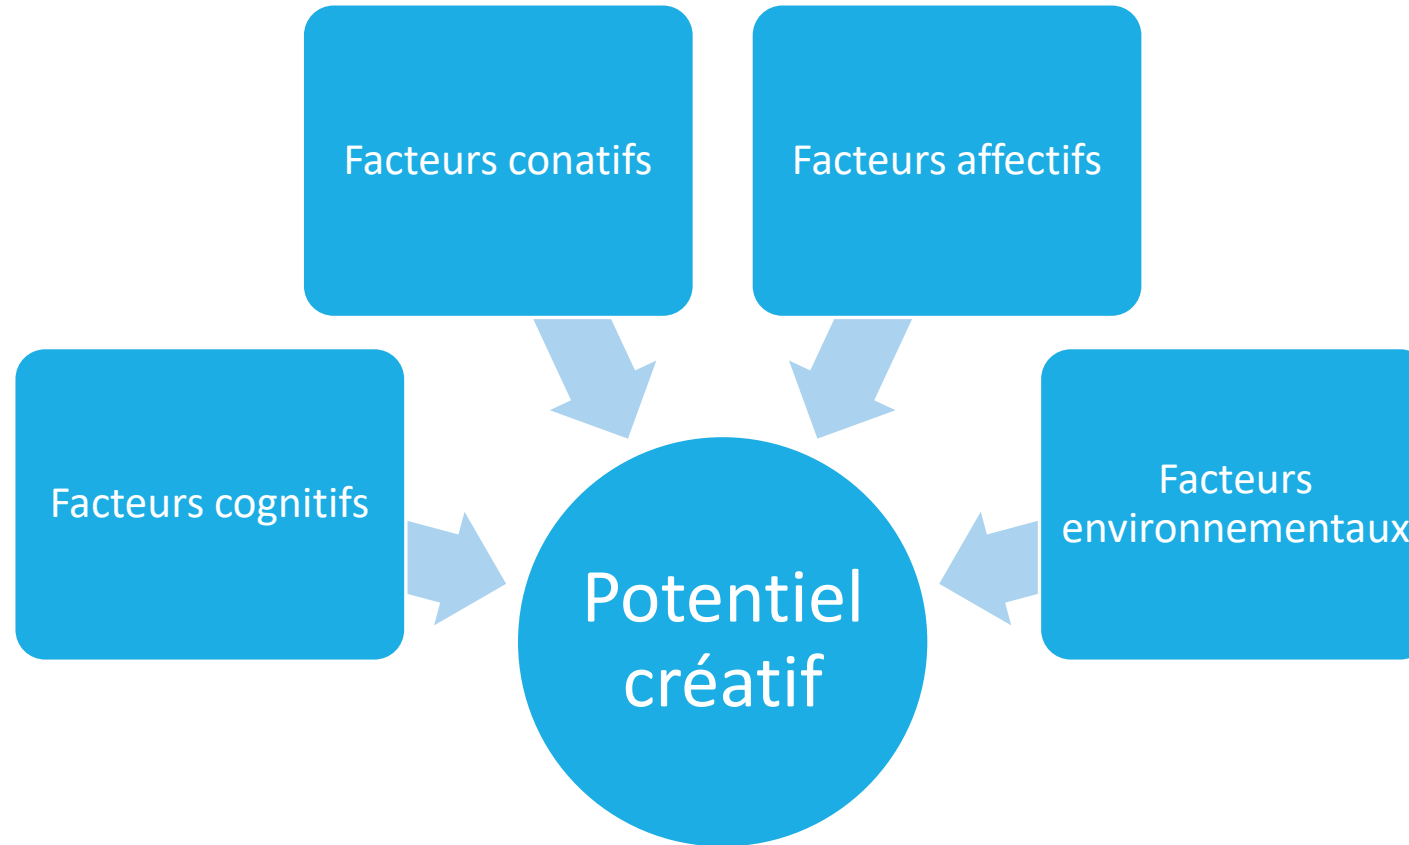 Facteurs conatifs
Facteurs affectifs
Facteurs cognitifs
Facteurs
environnementaux
Potentiel
créatif